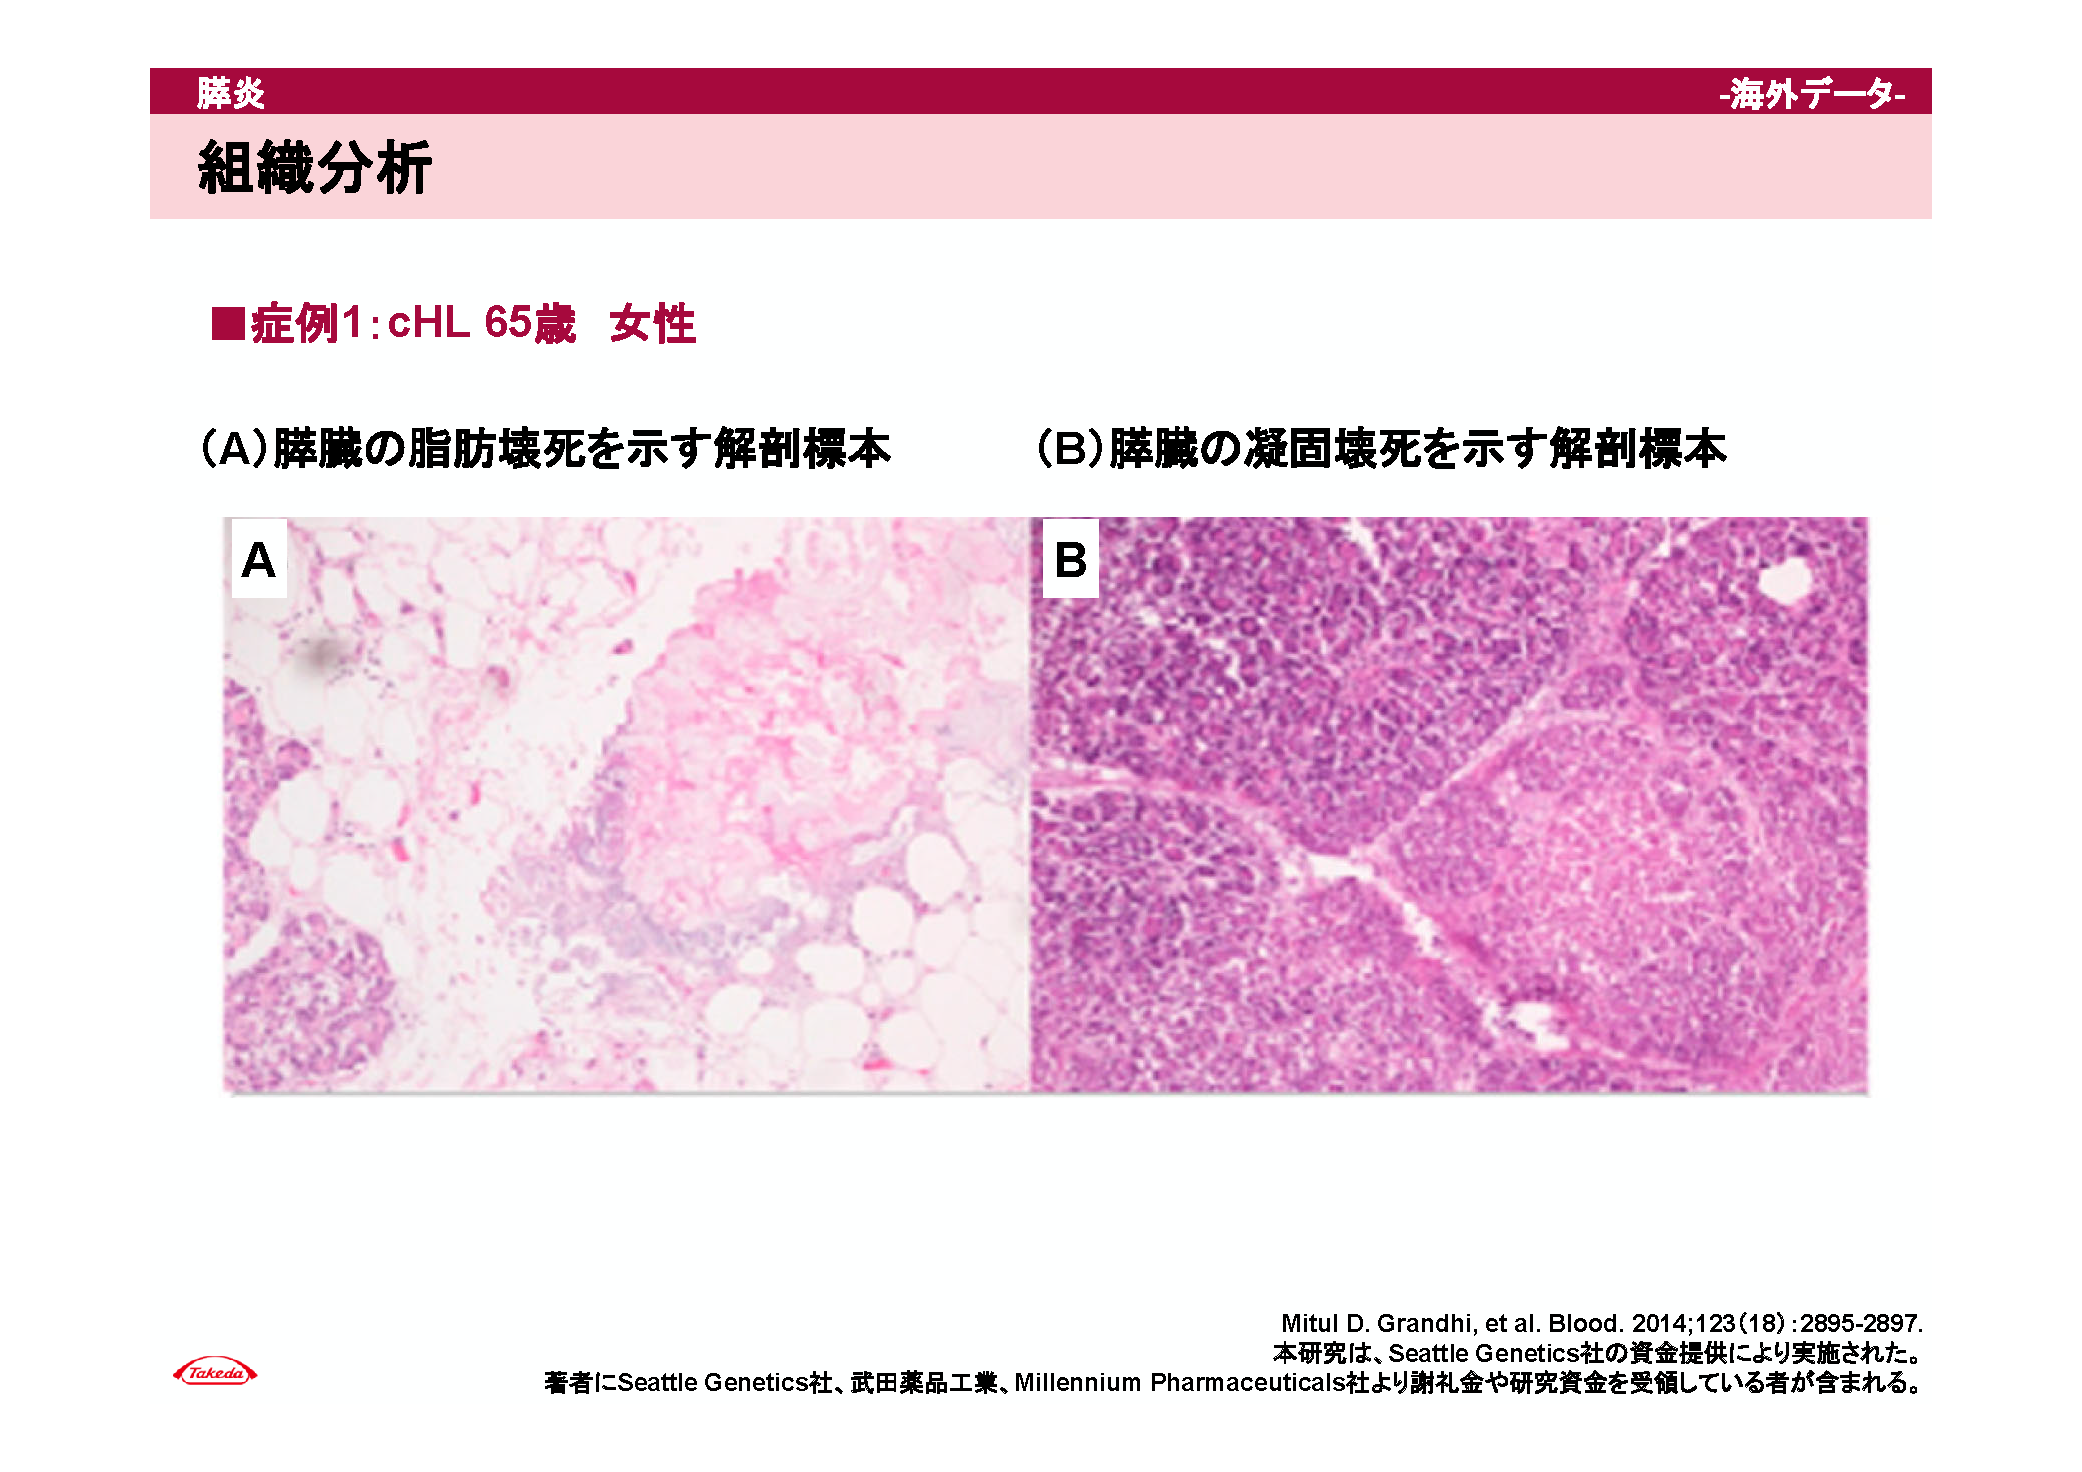 膵炎
-海外データ-
組織分析
■症例1：cHL 65歳　女性
（A）膵臓の脂肪壊死を示す解剖標本
（B）膵臓の凝固壊死を示す解剖標本
A
B
Mitul D. Grandhi, et al. Blood. 2014;123（18）:2895-2897.
本研究は、Seattle Genetics社の資金提供により実施された。
著者にSeattle Genetics社、武田薬品工業、Millennium Pharmaceuticals社より謝礼金や研究資金を受領している者が含まれる。
Takeda